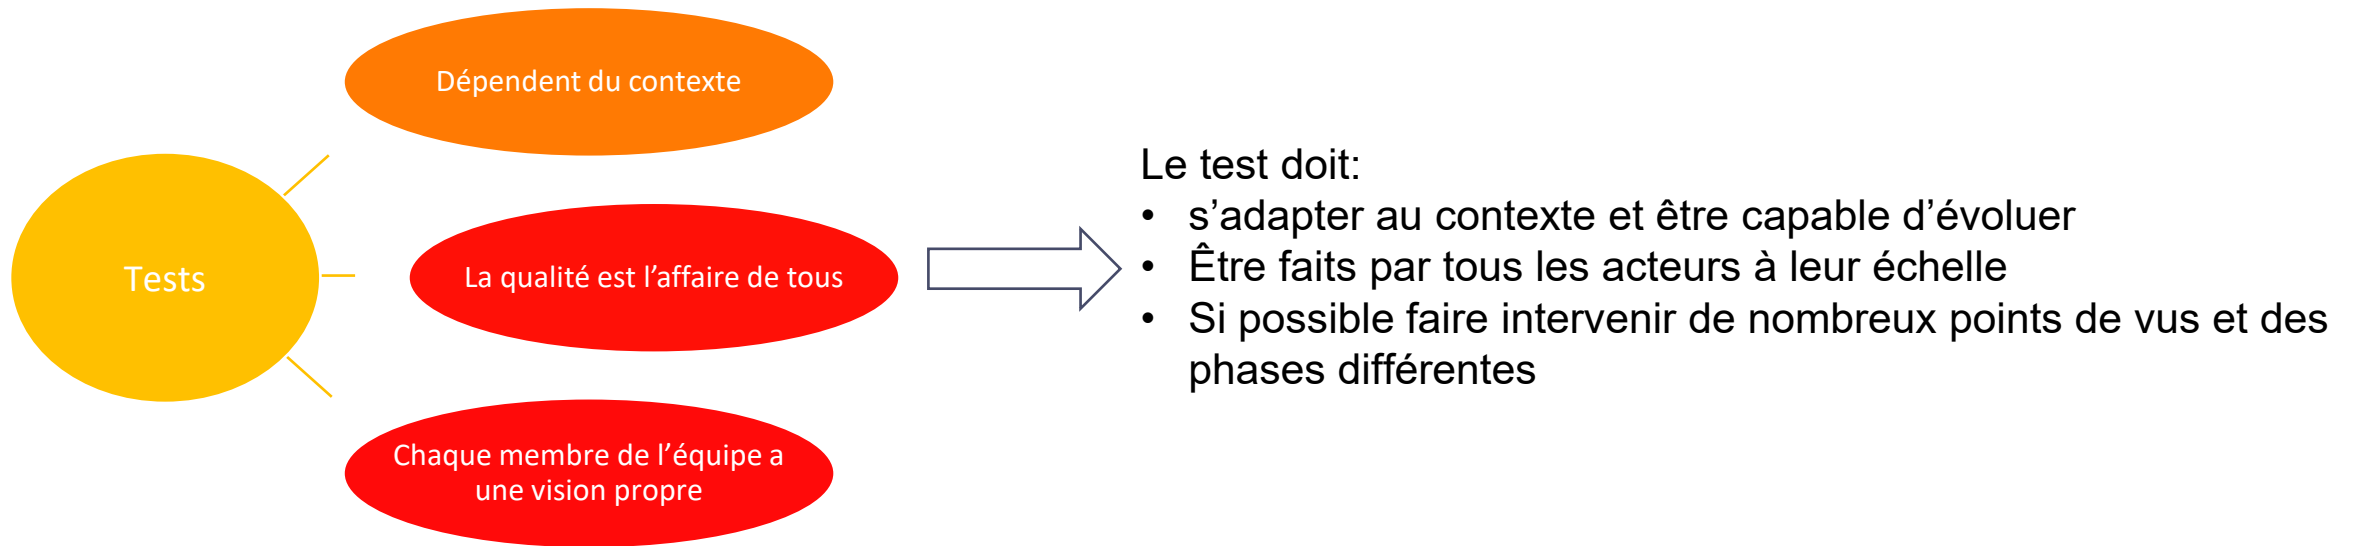 Tests
Dépendent du contexte
La qualité est l’affaire de tous
Chaque membre de l’équipe a
une vision propre
Le test doit:
• s’adapter au contexte et être capable d’évoluer
• Être faits par tous les acteurs à leur échelle
• Si possible faire intervenir de nombreux points de vus et des
phases différentes